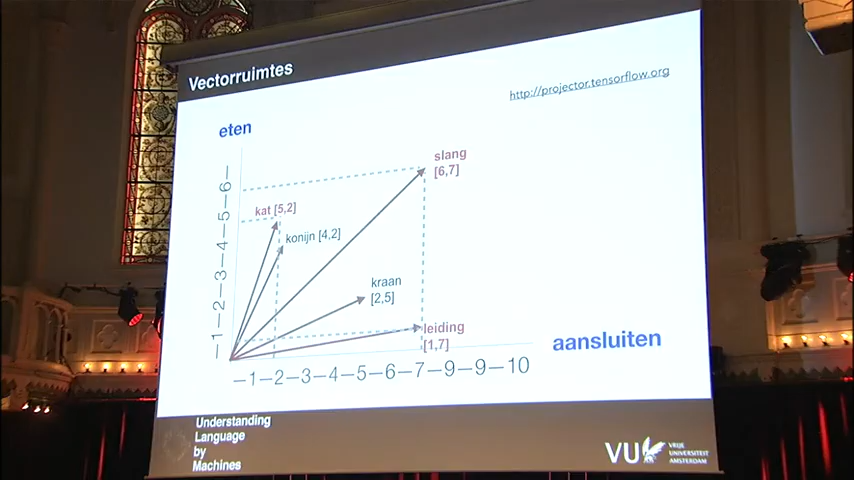 Vectorruimtes
http://projector.tensorflow.org
eten
slang
[6,7]
kat [5,2]
konijn [4,2]
kraan
[2,5]
leiding
[1,7]
aansluiten
–1–2–3–4–5–6–
–1–2–3–4–5–6–7–9–9–10
Understanding
Language
by
Machines
VU
VRIJE
UNIVERSITEIT
AMSTERDAM